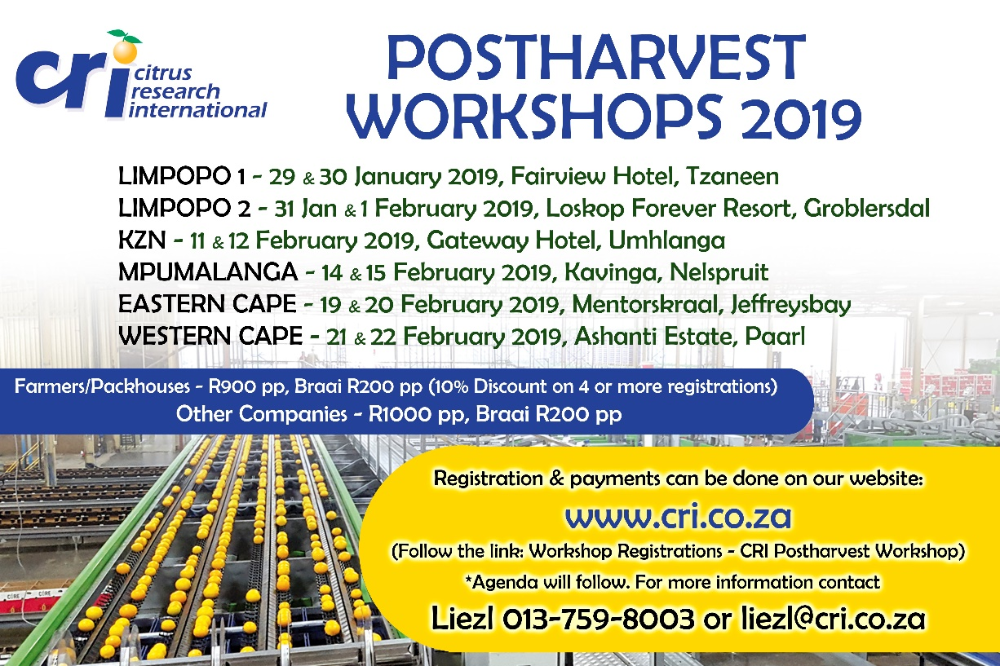 cri citrus
research
international
POSTHARVEST
WORKSHOPS 2019
LIMPOPO 1 - 29 & 30 January 2019, Fairview Hotel, Tzaneen
LIMPOPO 2 - 31 Jan & 1 February 2019, Loskop Forever Resort, Groblersdal
KZN - 11 & 12 February 2019, Gateway Hotel, Umhlanga
MPUMALANGA - 14 & 15 February 2019, Kavinga, Nelspruit
EASTERN CAPE - 19 & 20 February 2019, Mentorskraal, Jeffreysbay
WESTERN CAPE - 21 & 22 February 2019, Ashanti Estate, Paarl
Farmers/Packhouses - R900 pp, Braai R200 pp (10% Discount on 4 or more registrations)
Other Companies - R1000 pp, Braai R200 pp
Registration & payments can be done on our website:
www.cri.co.za
(Follow the link: Workshop Registrations - CRI Postharvest Workshop)
*Agenda will follow. For more information contact
Liezl 013-759-8003 or liezl@cri.co.za
CORE CORE